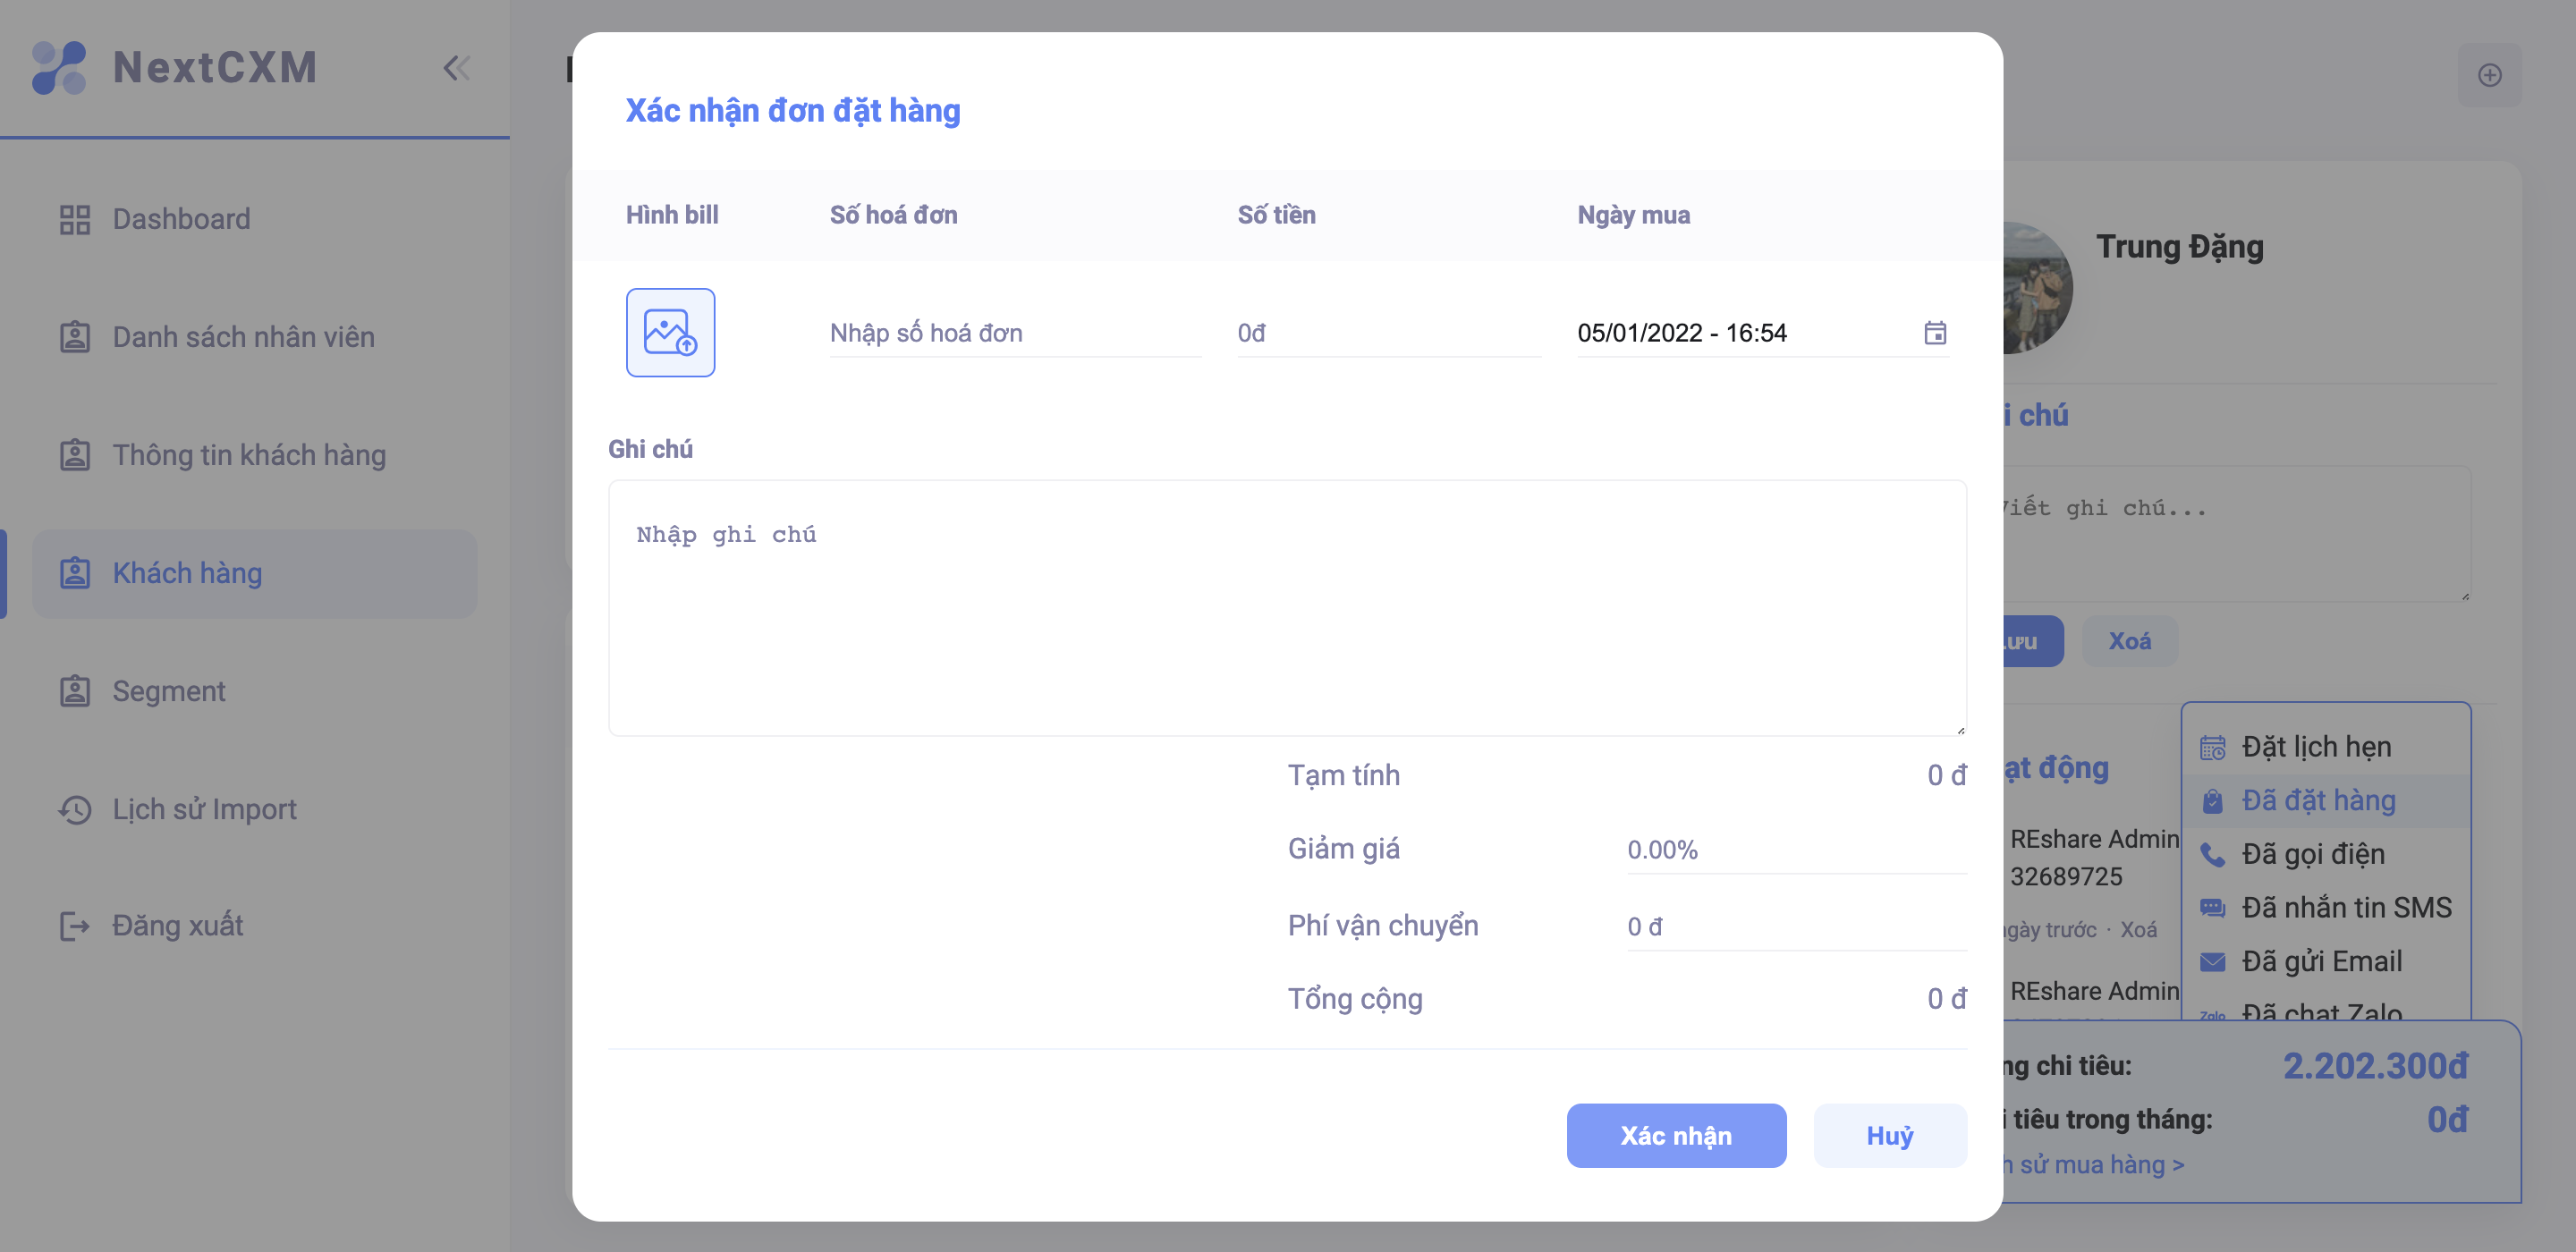 NextCXM
Dashboard
Danh sách nhân viên
Thông tin khách hàng
Khách hàng
Segment
Lịch sử Import
Đăng xuất
Xác nhận đơn đặt hàng
Hình bill Số hoá đơn Số tiền Ngày mua
Nhập số hoá đơn 0đ 05/01/2022 - 16:54
Ghi chú
Nhập ghi chú
Tạm tính 0 đ
Giảm giá 0.00%
Phí vận chuyển 0 đ
Tổng cộng 0 đ
Xác nhận Huỷ
Trung Đặng
chú
ghi chú...
Xoá
động
Đặt lịch hẹn
Đã đặt hàng
Đã gọi điện
Đã nhắn tin SMS
Đã gửi Email
Đã chat Zalo
REshare Admin
32689725
trước · Xoá
REshare Admin
chi tiêu: 2.202.300đ
tiêu trong tháng: 0đ
sử mua hàng >